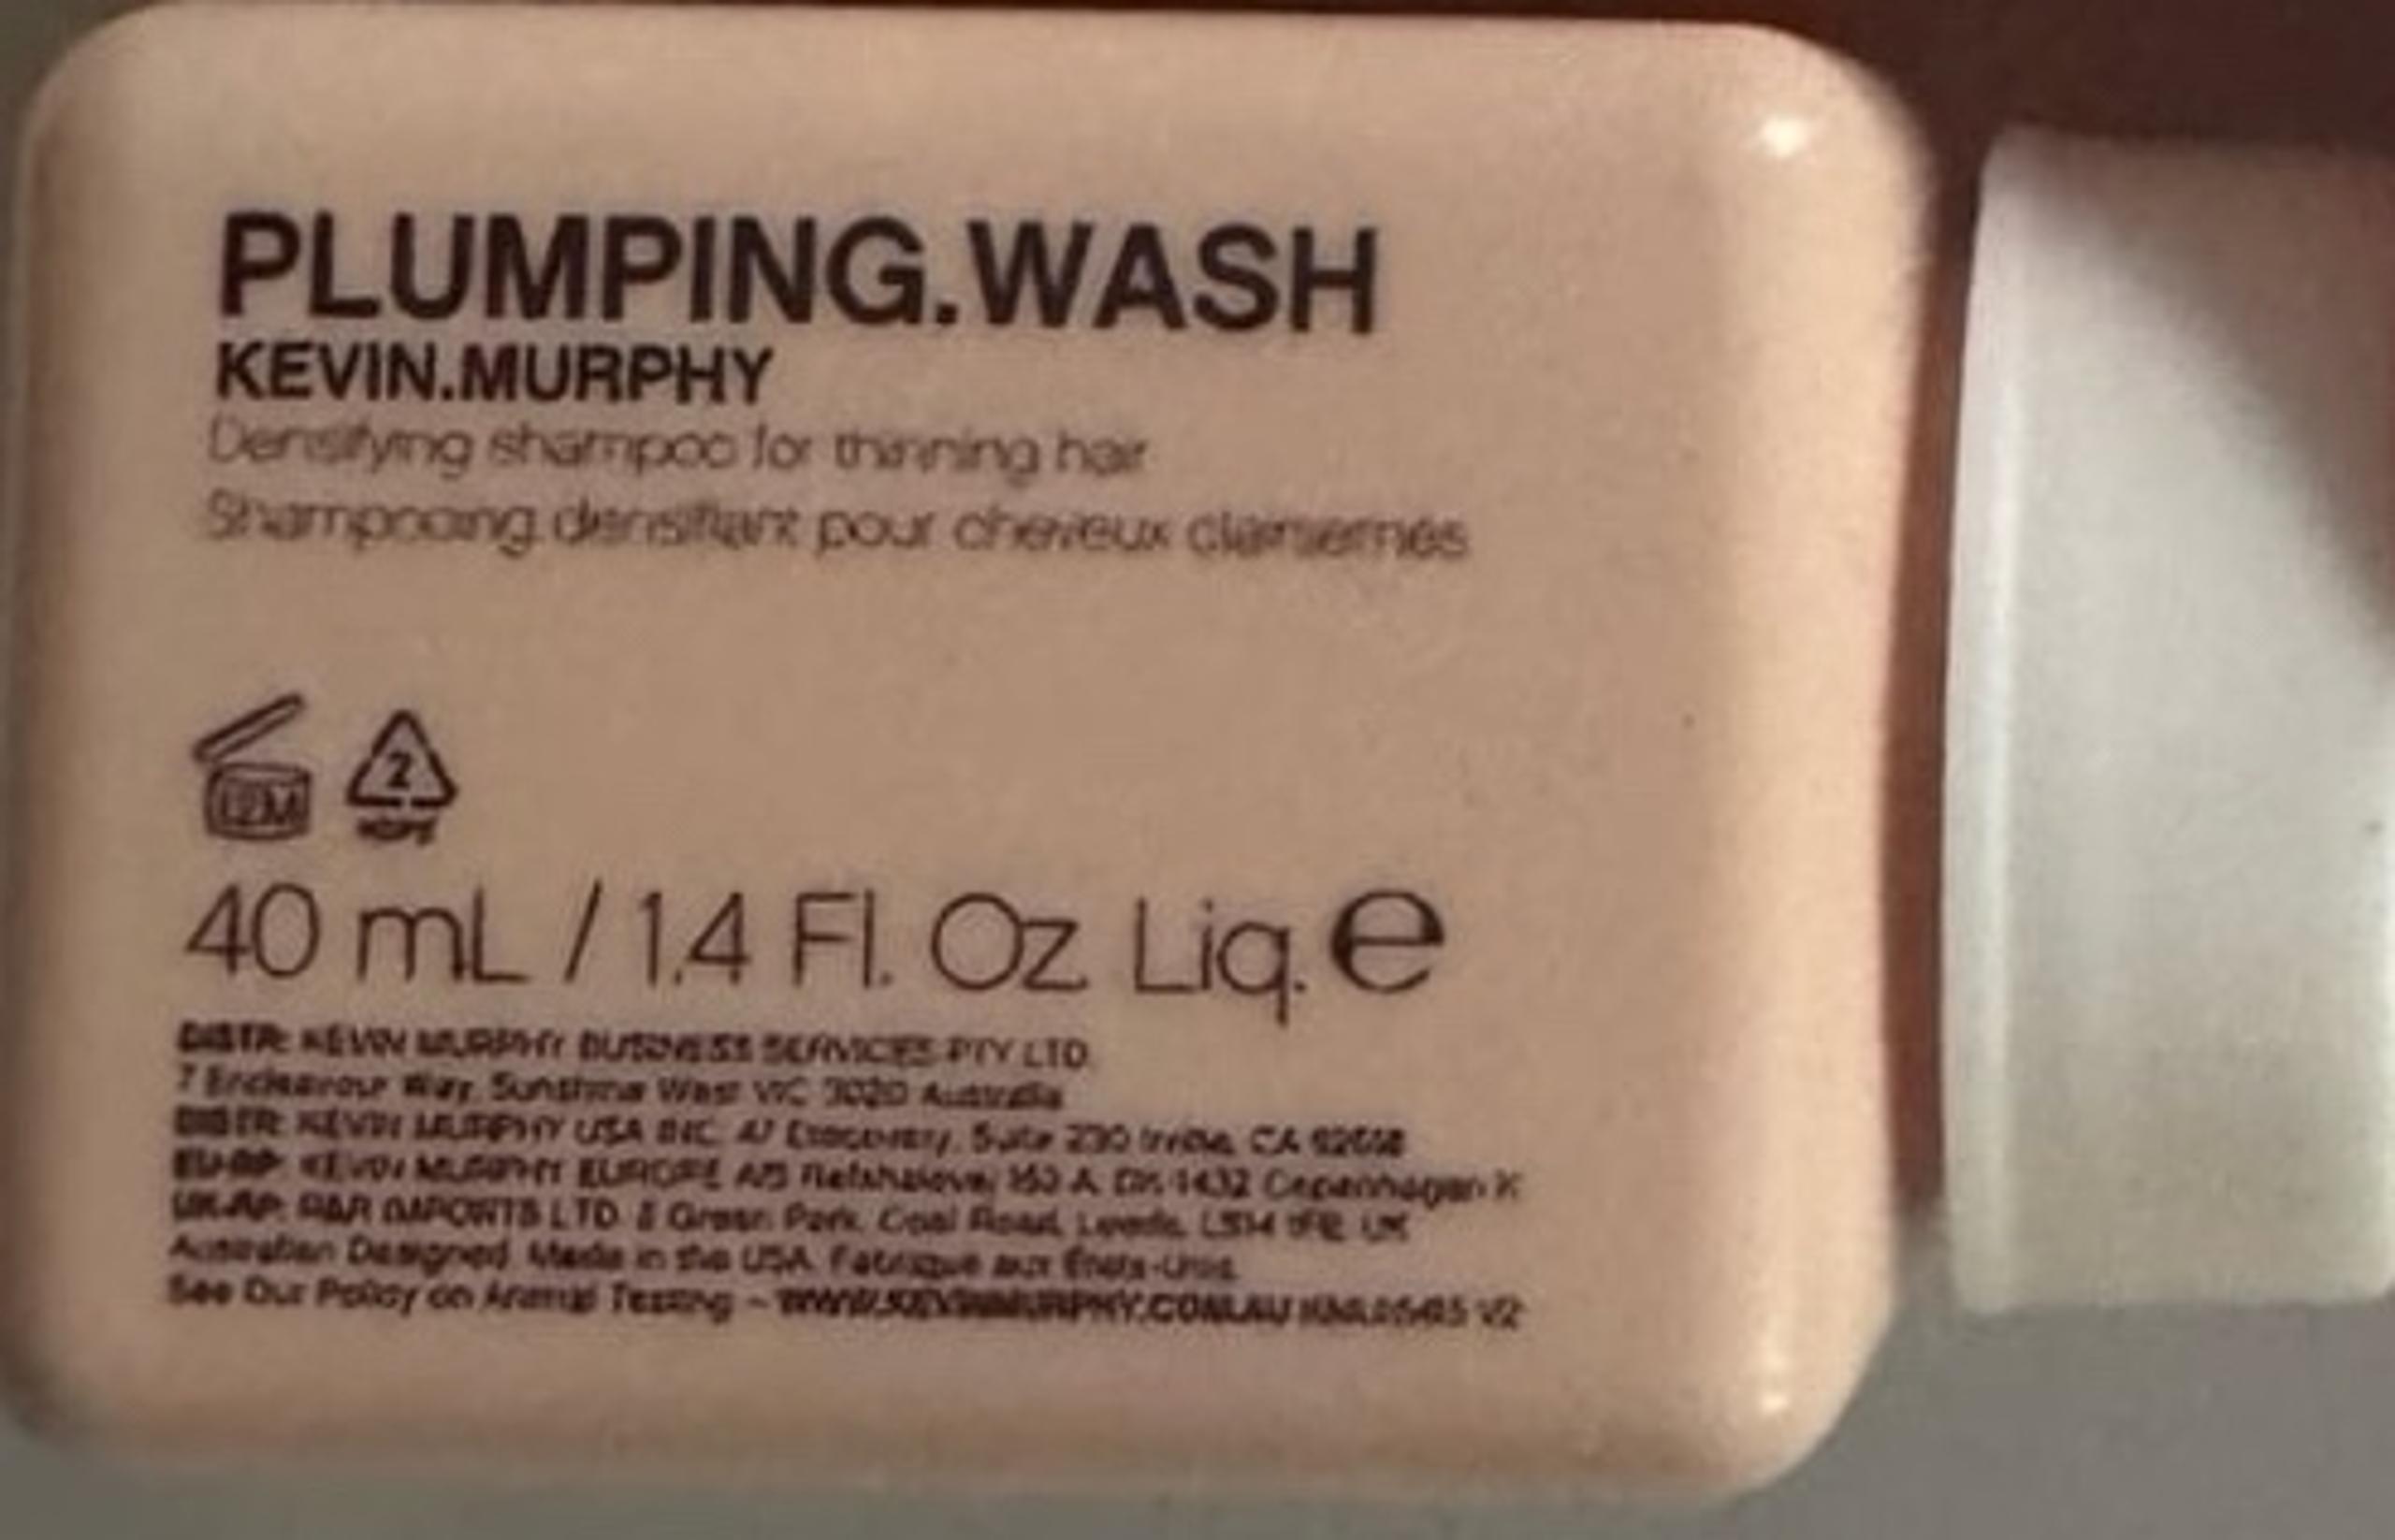 PLUMPING.WASH
KEVIN.MURPHY
Densifying shampoo for thinning hair
Shampooing densifiant pour cheveux clairsemés
12M
2
HDPE
40 mL / 1.4 Fl. Oz Liq. e
DISTR: KEVIN MURPHY BUSINESS SERVICES PTY LTD.
7 Endeavour Way, Sunshine West VIC 3020 Australia
DISTR: KEVIN MURPHY USA INC. 47 Discovery, Suite 230 Irvine, CA 92618
EU-RP: KEVIN MURPHY EUROPE A/S Refshalevej 163 A, DK-1432 Copenhagen K
UK-RP: R&R IMPORTS LTD. Green Park, Coal Road, Leeds, LS14 1FB, UK
Australian Designed. Made in the USA. Fabriqué aux États-Unis.
See Our Policy on Animal Testing – WWW.KEVINMURPHY.COM.AU V2